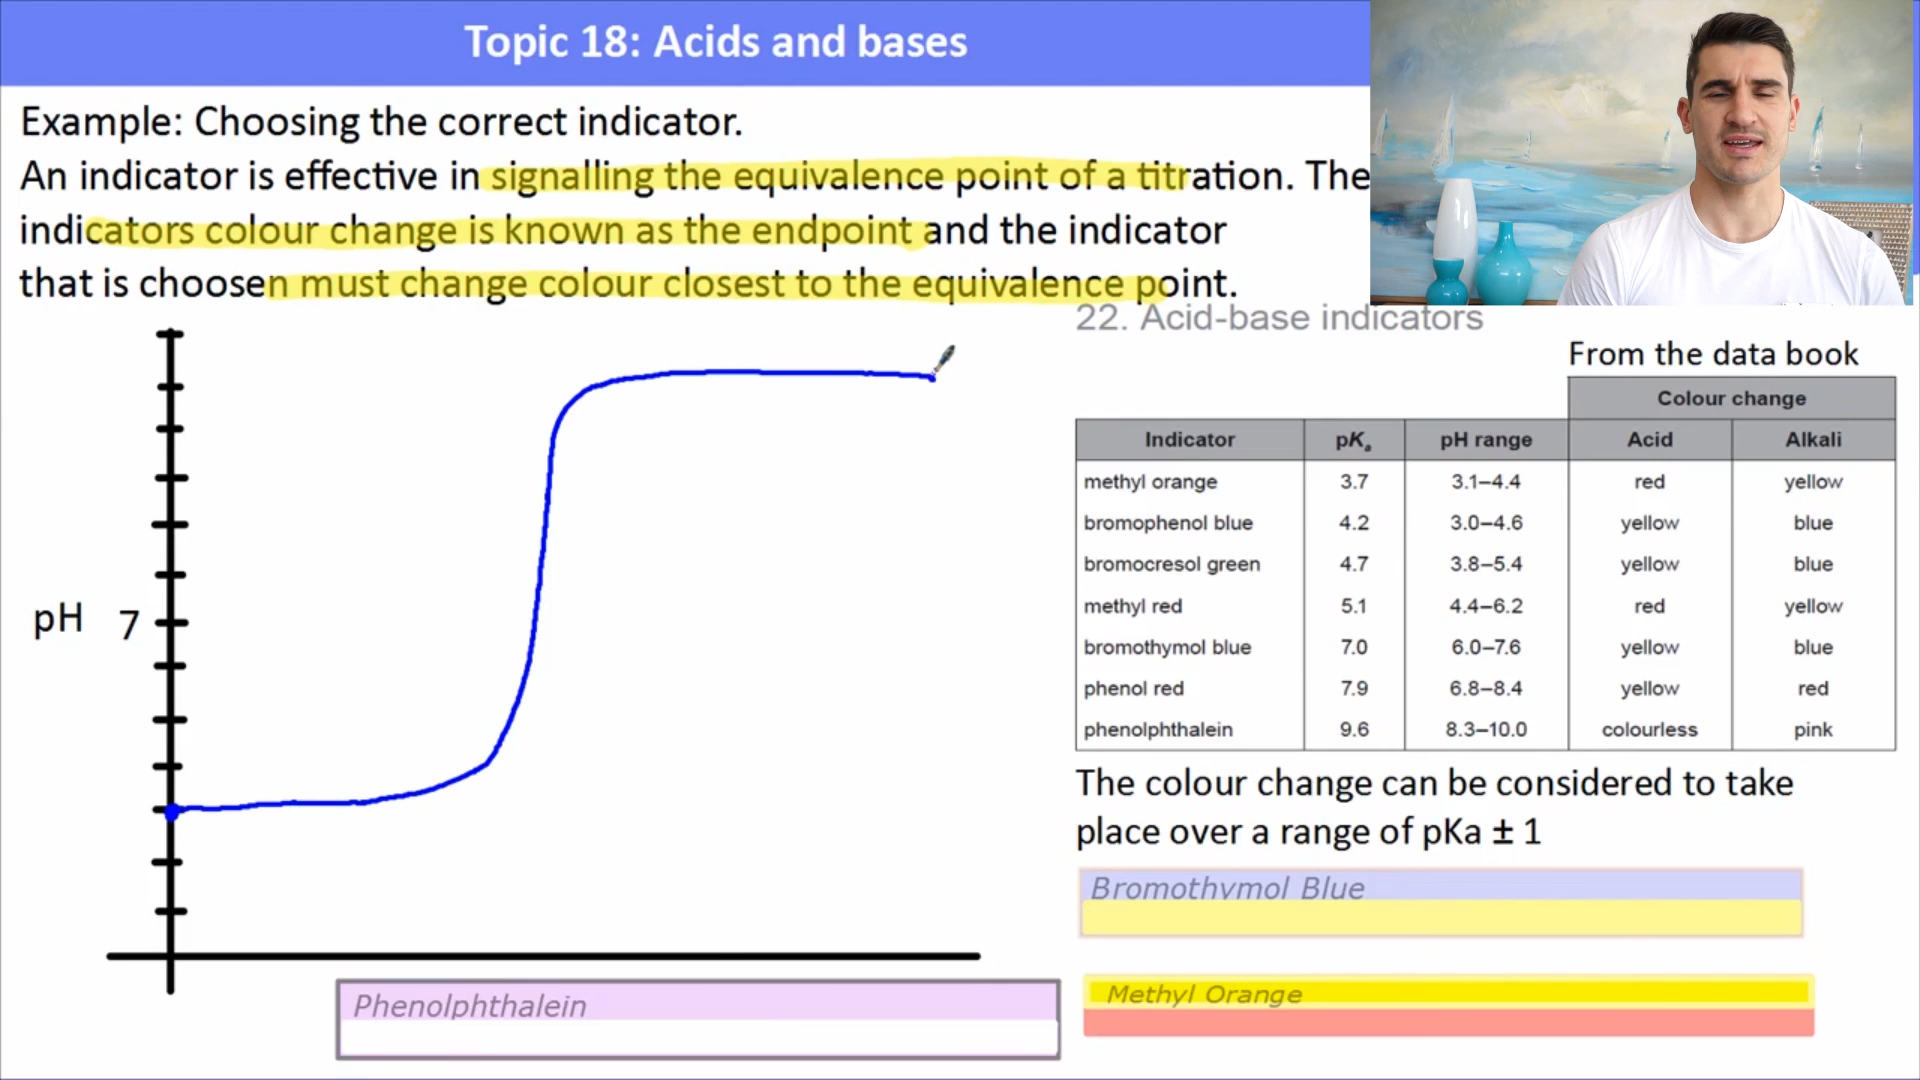 Topic 18: Acids and bases
Example: Choosing the correct indicator.
An indicator is effective in signalling the equivalence point of a titration. The
indicators colour change is known as the endpoint and the indicator
that is choosen must change colour closest to the equivalence point.
22. Acid-base indicators
From the data book
Colour change
Indicator pKa pH range Acid Alkali
methyl orange 3.7 3.1–4.4 red yellow
bromophenol blue 4.2 3.0–4.6 yellow blue
bromocresol green 4.7 3.8–5.4 yellow blue
methyl red 5.1 4.4–6.2 red yellow
bromothymol blue 7.0 6.0–7.6 yellow blue
phenol red 7.9 6.8–8.4 yellow red
phenolphthalein 9.6 8.3–10.0 colourless pink
pH 7
The colour change can be considered to take
place over a range of pKa ± 1
Bromothymol Blue
Methyl Orange
Phenolphthalein